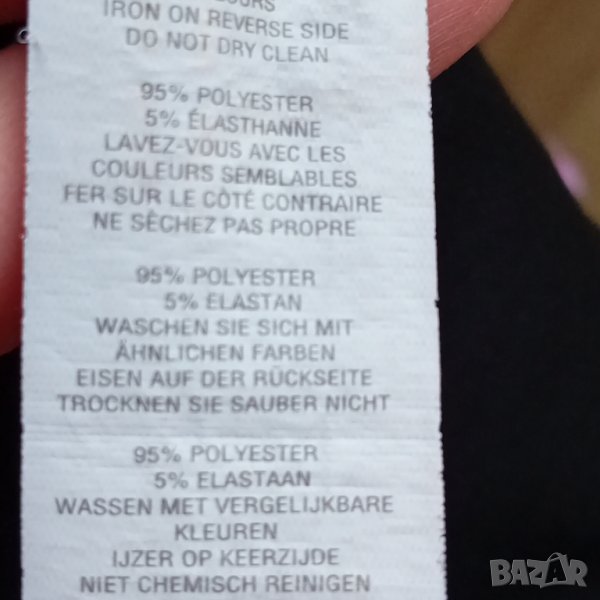 IRON ON REVERSE SIDE
DO NOT DRY CLEAN
95% POLYESTER
5% ÉLASTHANNE
LAVEZ-VOUS AVEC LES
COULEURS SEMBLABLES
FER SUR LE CÔTÉ CONTRAIRE
NE SÊCHEZ PAS PROPRE
95% POLYESTER
5% ELASTAN
WASCHEN SIE SICH MIT
ÄHNLICHEN FARBEN
EISEN AUF DER RÜCKSEITE
TROCKNEN SIE SAUBER NICHT
95% POLYESTER
5% ELASTAAN
WASSEN MET VERGELIJKBARE
KLEUREN
IJZER OP KEERZIJDE
NIET CHEMISCH REINIGEN
BAZAR